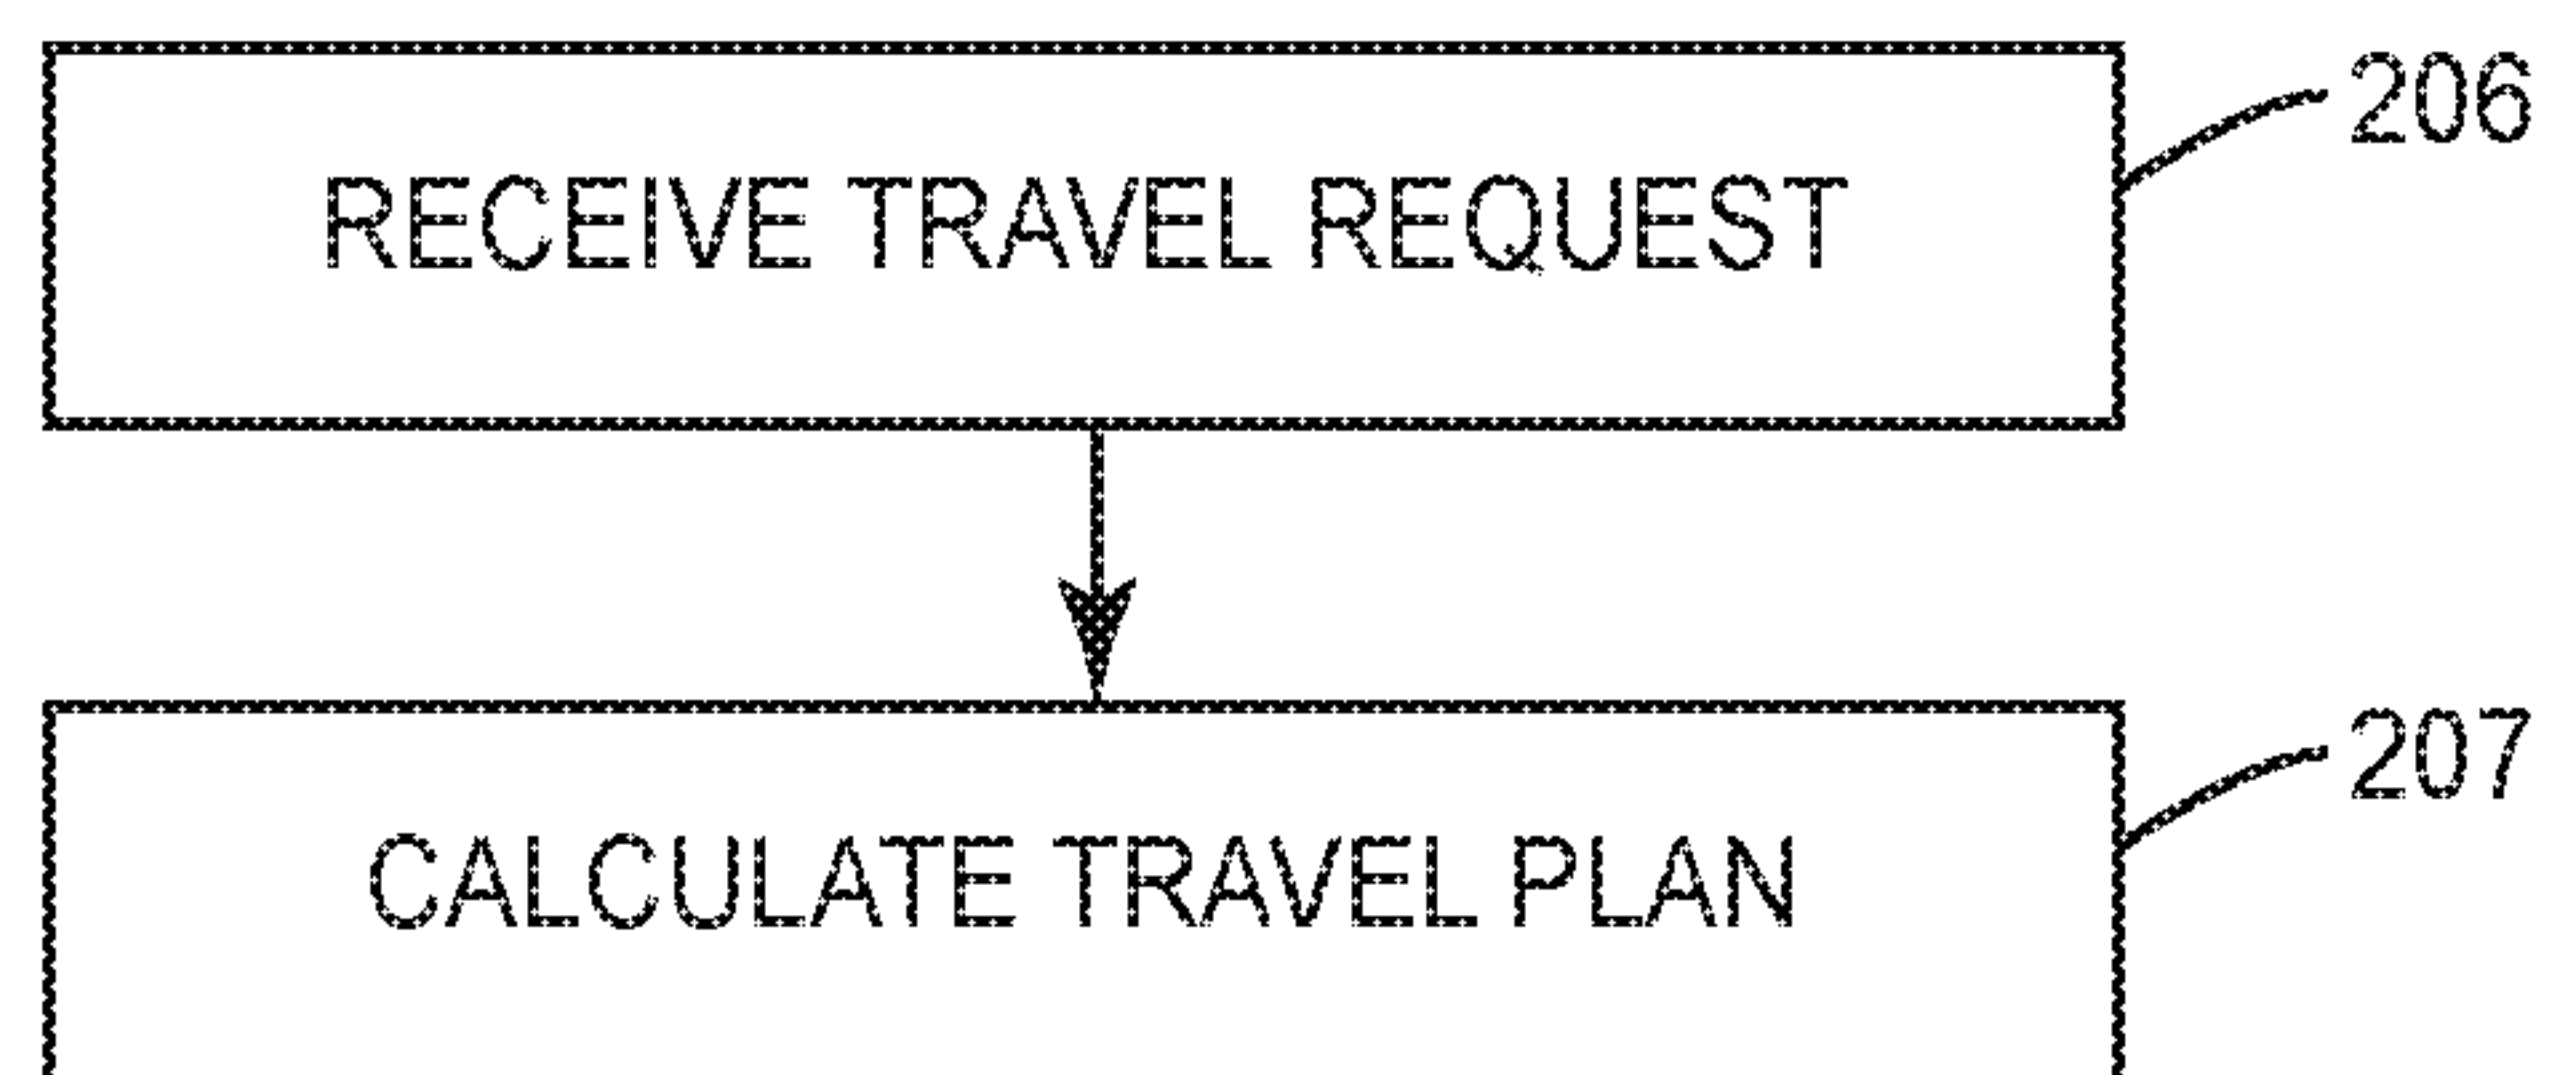 206
RECEIVE TRAVEL REQUEST
207
CALCULATE TRAVEL PLAN